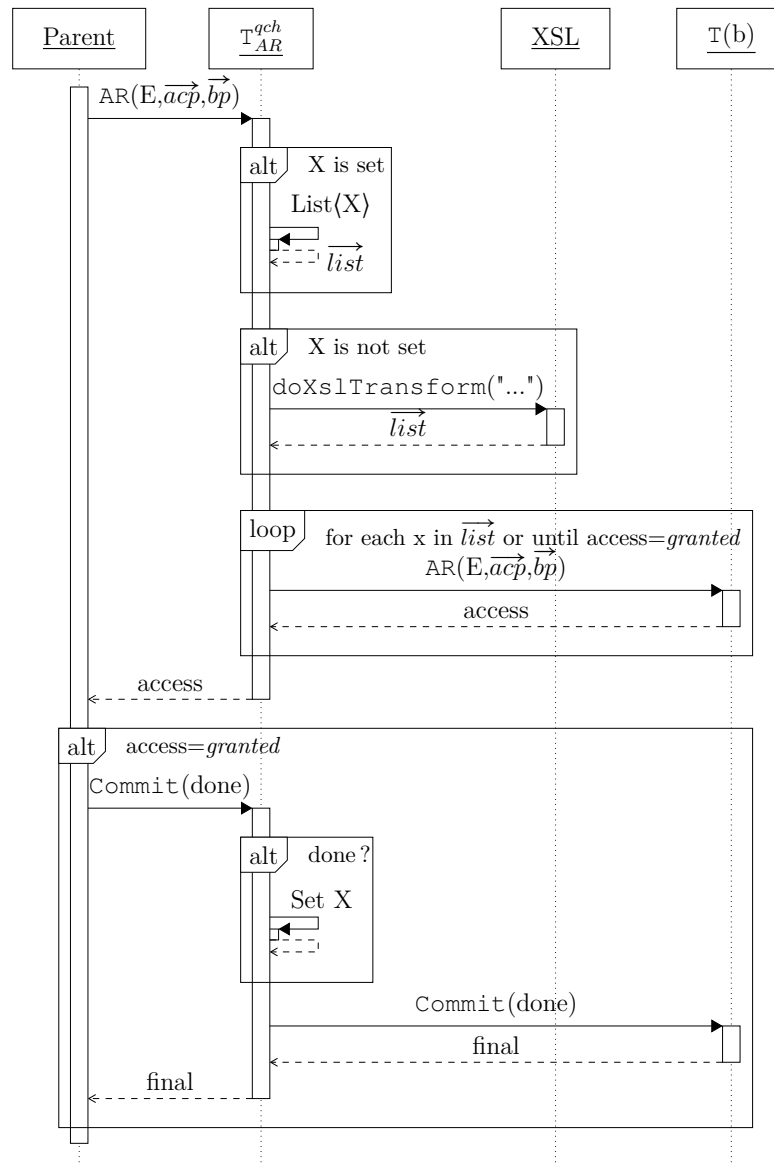 Parent T_{AR}^{qch} XSL T(b)
AR(E,\overrightarrow{acp},\overrightarrow{bp})
alt X is set
List⟨X⟩
\overrightarrow{list}
alt X is not set
doXslTransform("...")
\overrightarrow{list}
loop for each x in \overrightarrow{list} or until access=granted
AR(E,\overrightarrow{acp},\overrightarrow{bp})
access
access
alt access=granted
Commit(done)
alt done?
Set X
Commit(done)
final
final